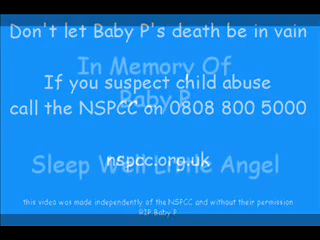 Don't let Baby P's death be in vain
In Memory Of
If you suspect child abuse
Baby P
call the NSPCC on 0808 800 5000
nspcc.org.uk
Sleep Well Little Angel
this video was made independently of the NSPCC and without their permission
RIP Baby P